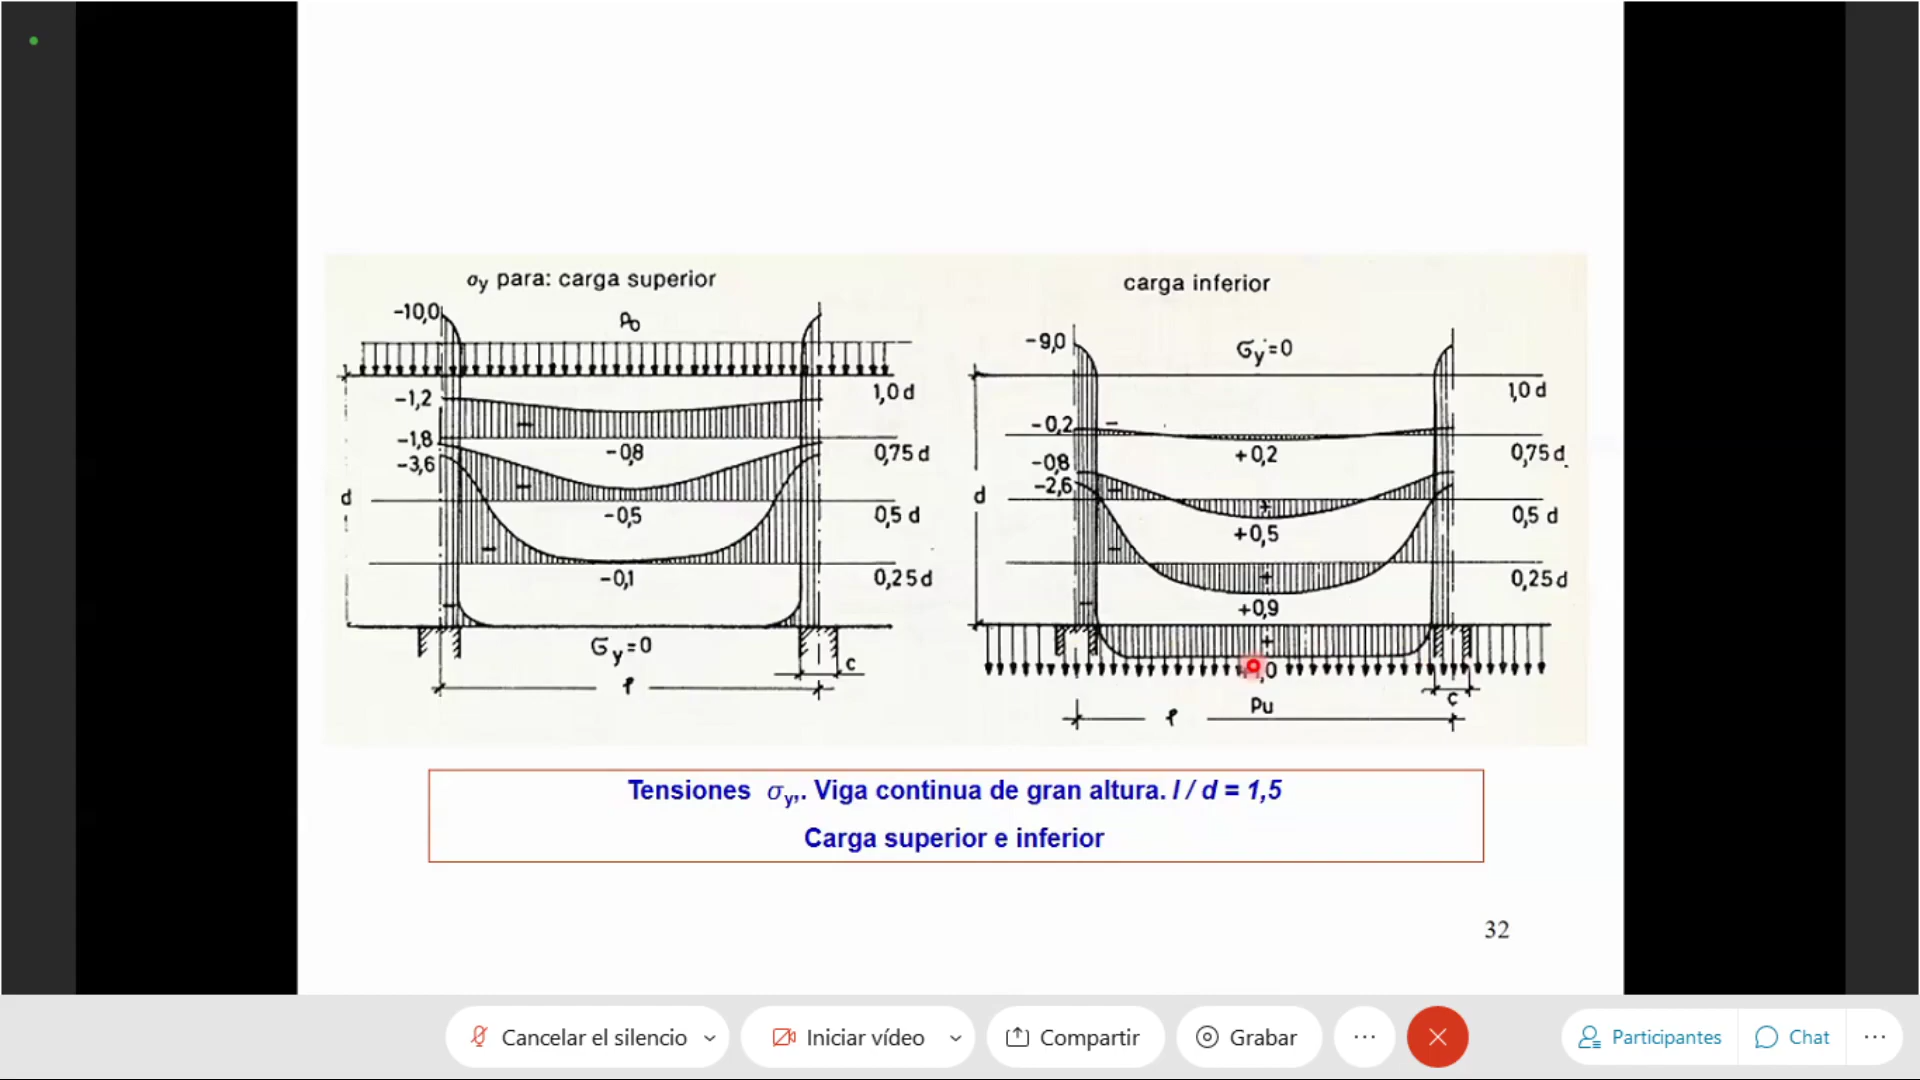 σy para: carga superior
-10,0
Po
-1,2
1,0 d
-1,8
-0,8
0,75 d
-3,6
d
-0,5
0,5 d
-0,1
0,25 d
σy=0
c
ℓ
carga inferior
-9,0
σy=0
1,0 d
-0,2
+0,2
0,75 d
-0,8
-2,6
d
+0,5
0,5 d
0,25 d
+0,9
,0
Pu
c
ℓ
Tensiones σy,. Viga continua de gran altura. l / d = 1,5
Carga superior e inferior
32
Cancelar el silencio
Iniciar vídeo
Compartir
Grabar
Participantes
Chat